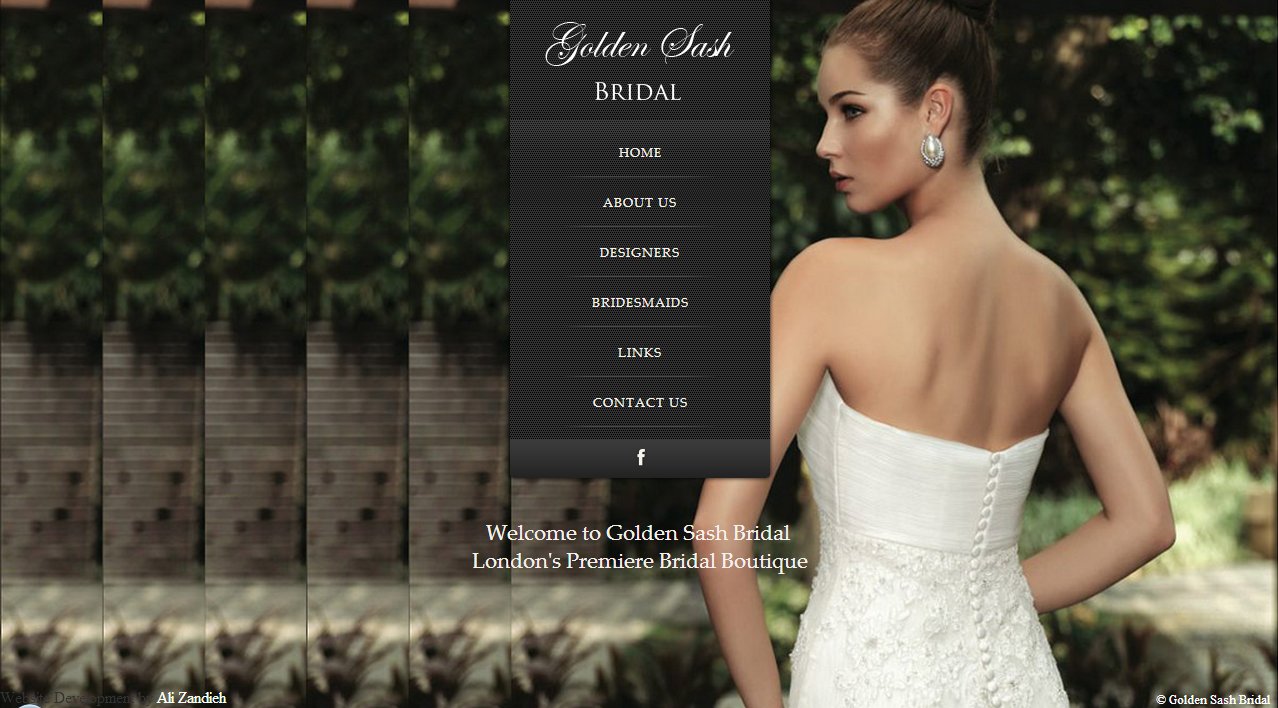 Golden Sash
BRIDAL
HOME
ABOUT US
DESIGNERS
BRIDESMAIDS
LINKS
CONTACT US
f
Welcome to Golden Sash Bridal
London's Premiere Bridal Boutique
Website Development by Ali Zandieh
© Golden Sash Bridal